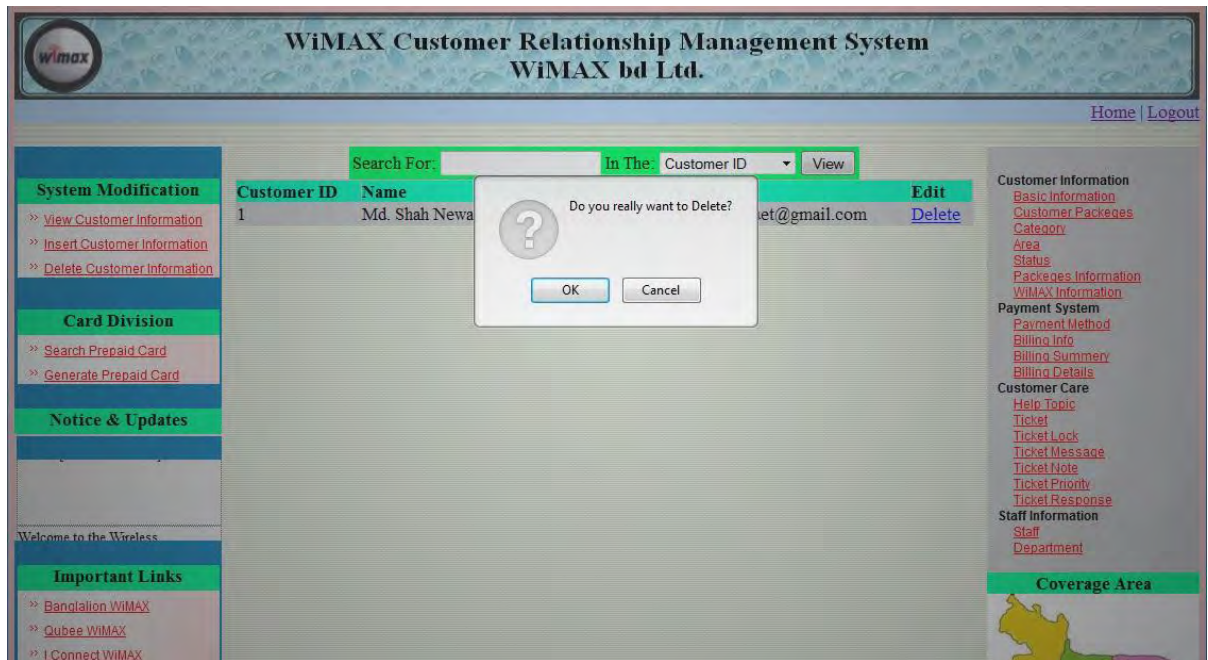 wimax
WiMAX Customer Relationship Management System
WiMAX bd Ltd.
Home | Logout
Search For: In The: Customer ID View
System Modification
» View Customer Information
» Insert Customer Information
» Delete Customer Information
Card Division
» Search Prepaid Card
» Generate Prepaid Card
Notice & Updates
Welcome to the Wireless
Important Links
» Banglalion WiMAX
» Qubee WiMAX
» I Connect WiMAX
Customer ID Name Edit
1 Md. Shah Newa et@gmail.com Delete
Do you really want to Delete?
OK Cancel
Customer Information
Basic Information
Customer Packeges
Category
Area
Status
Packeges Information
WiMAX Information
Payment System
Payment Method
Billing Info
Billing Summery
Billing Details
Customer Care
Help Topic
Ticket
Ticket Lock
Ticket Message
Ticket Note
Ticket Priority
Ticket Response
Staff Information
Staff
Department
Coverage Area